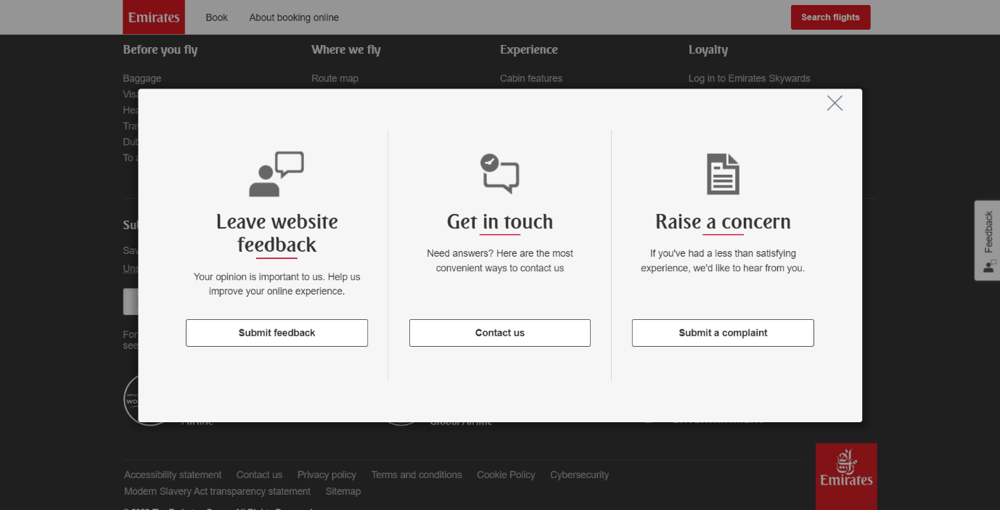 Emirates
Book
About booking online
Search flights
Before you fly
Where we fly
Experience
Loyalty
Baggage
Route map
Cabin features
Log in to Emirates Skywards
Feedback
Leave website
feedback
Your opinion is important to us. Help us
improve your online experience.
Submit feedback
Get in touch
Need answers? Here are the most
convenient ways to contact us
Contact us
Raise a concern
If you've had a less than satisfying
experience, we'd like to hear from you.
Submit a complaint
Airline
Global Airline
Accessibility statement
Contact us
Privacy policy
Terms and conditions
Cookie Policy
Cybersecurity
Modern Slavery Act transparency statement
Sitemap
Emirates